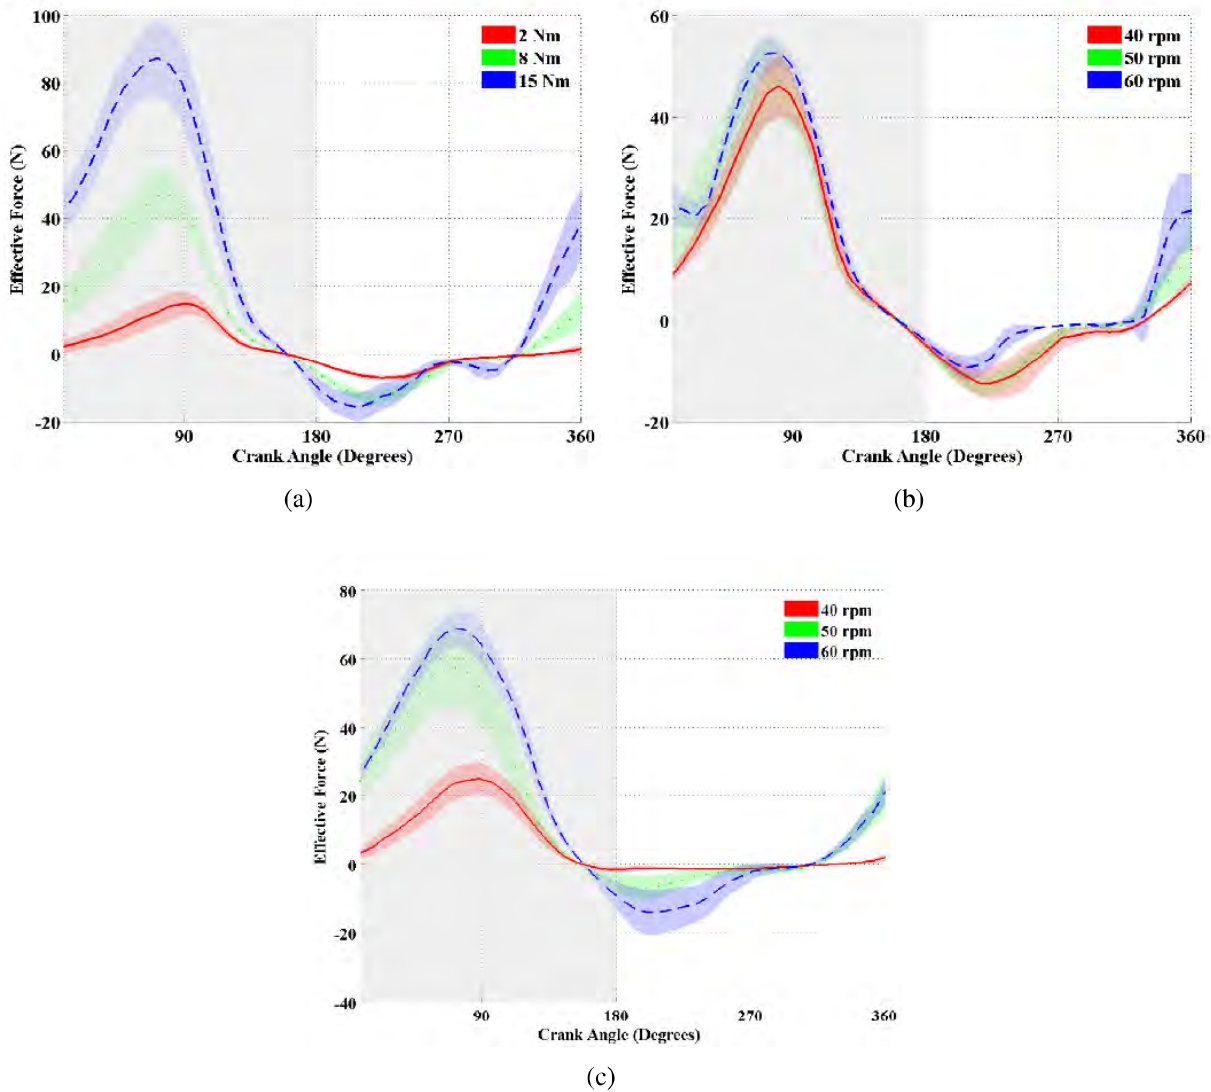 100
80
60
40
20
0
-20
Effective Force (N)
2 Nm
8 Nm
15 Nm
90
180
270
360
Crank Angle (Degrees)
(a)
60
40
20
0
-20
Effective Force (N)
40 rpm
50 rpm
60 rpm
90
180
270
360
Crank Angle (Degrees)
(b)
80
60
40
20
0
-20
-40
Effective Force (N)
40 rpm
50 rpm
60 rpm
90
180
270
360
Crank Angle (Degrees)
(c)